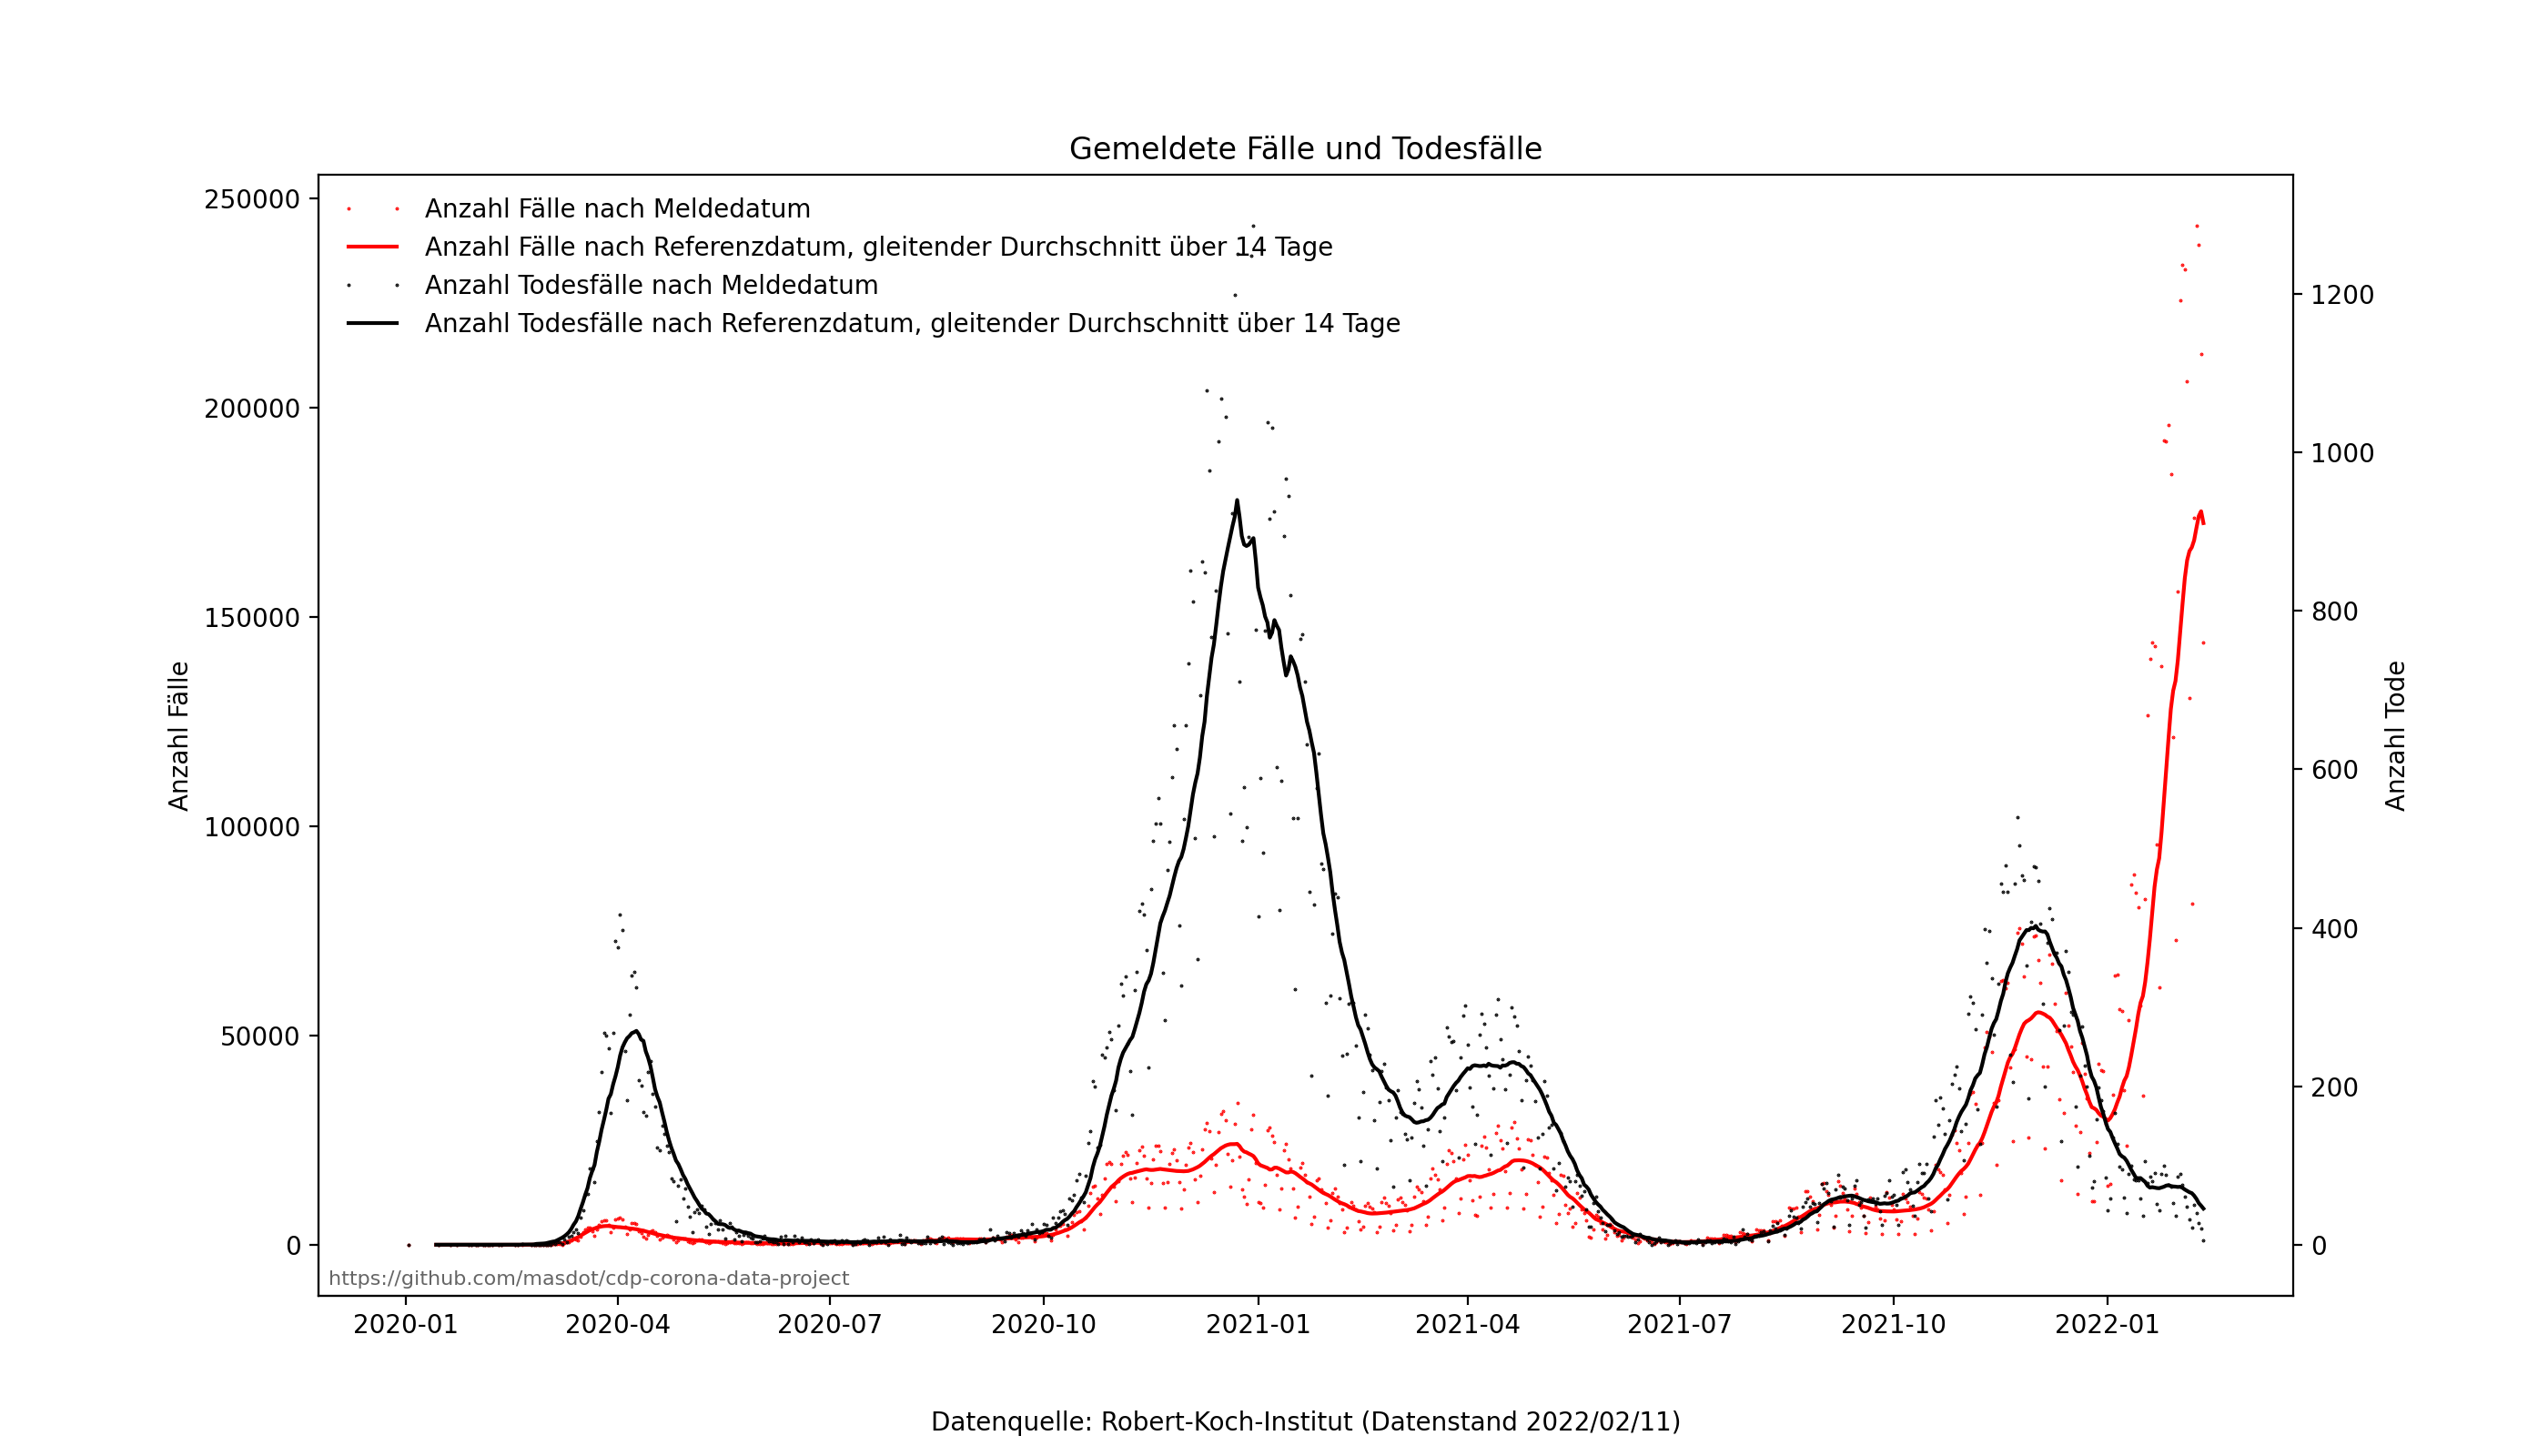 Gemeldete Fälle und Todesfälle
Anzahl Fälle nach Meldedatum
Anzahl Fälle nach Referenzdatum, gleitender Durchschnitt über 14 Tage
Anzahl Todesfälle nach Meldedatum
Anzahl Todesfälle nach Referenzdatum, gleitender Durchschnitt über 14 Tage
250000
200000
150000
100000
50000
0
Anzahl Fälle
1200
1000
800
600
400
200
0
Anzahl Tode
https://github.com/masdot/cdp-corona-data-project
2020-01 2020-04 2020-07 2020-10 2021-01 2021-04 2021-07 2021-10 2022-01
Datenquelle: Robert-Koch-Institut (Datenstand 2022/02/11)